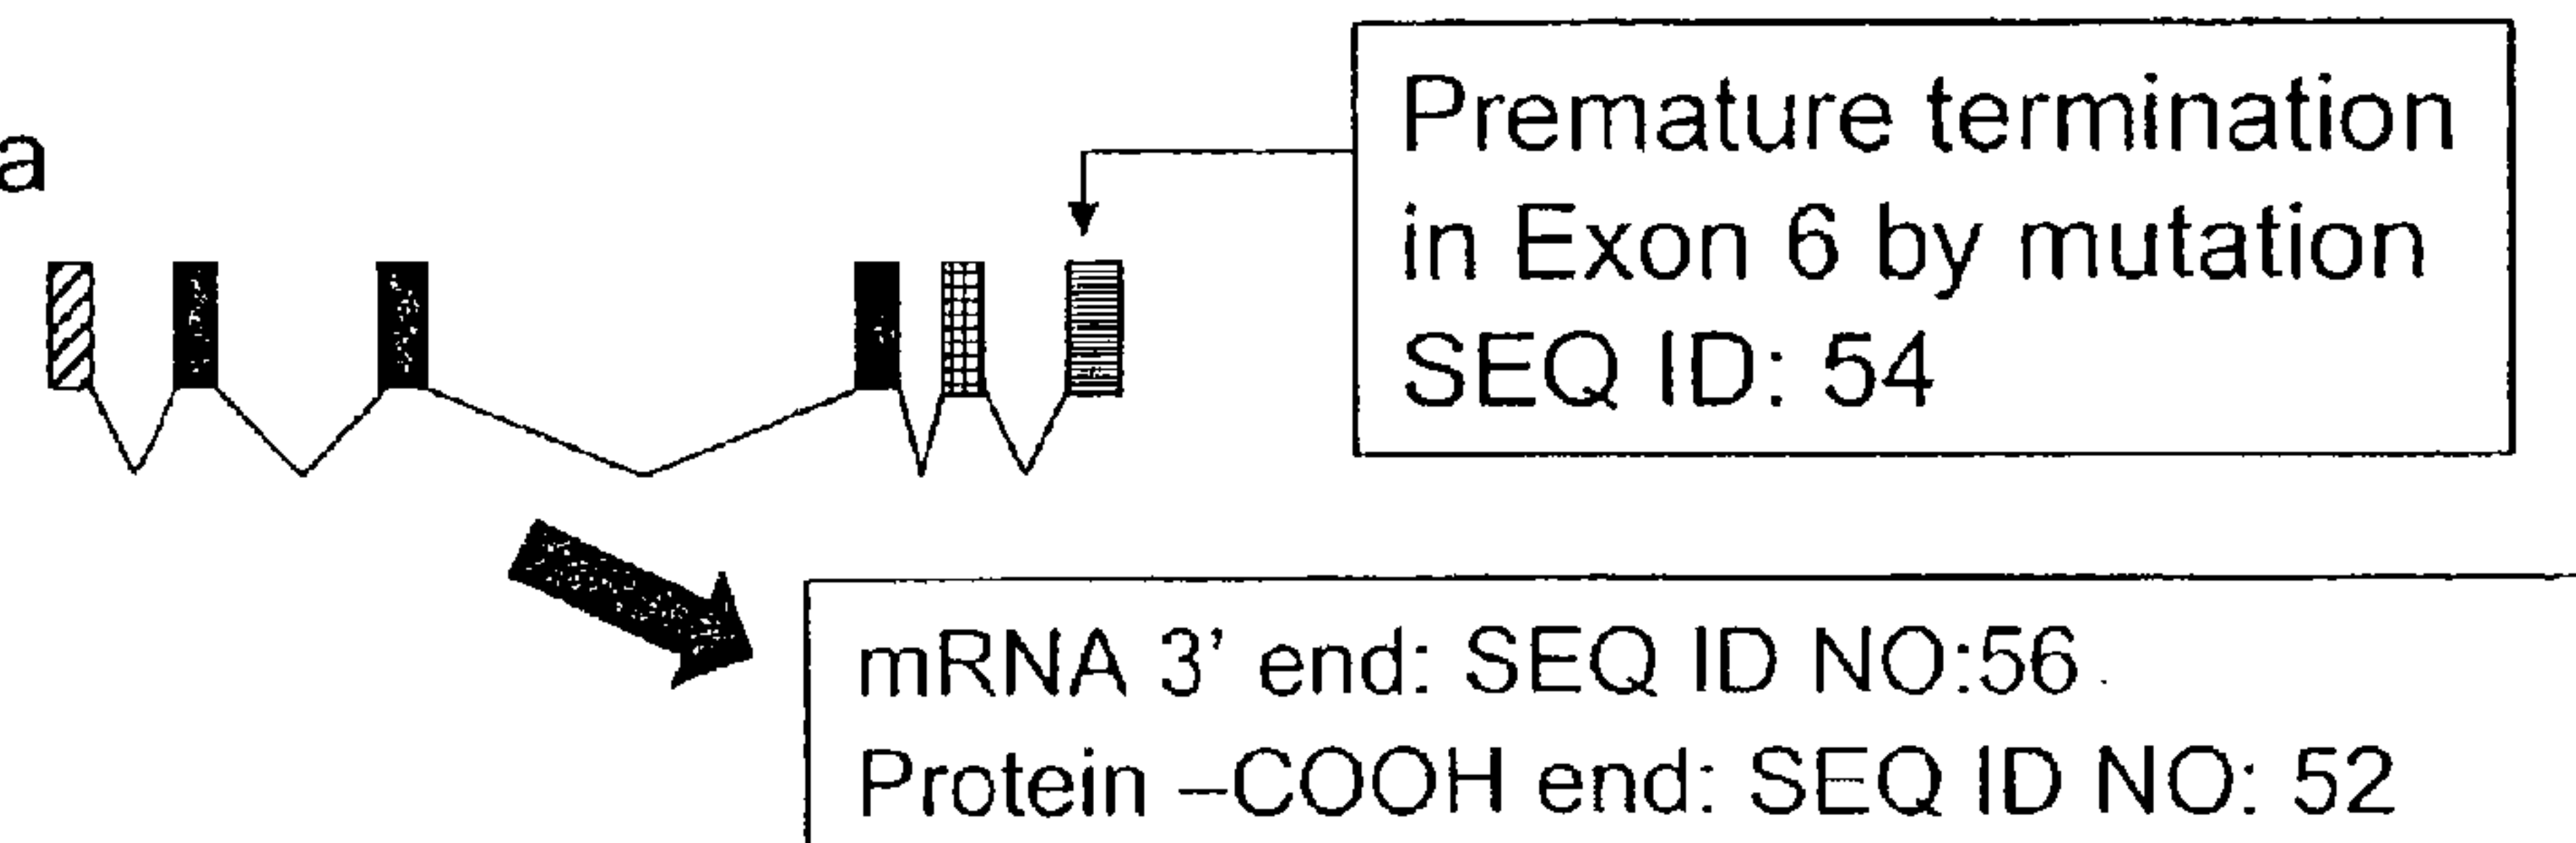 a
Premature termination
in Exon 6 by mutation
SEQ ID: 54
mRNA 3' end: SEQ ID NO:56
Protein –COOH end: SEQ ID NO: 52